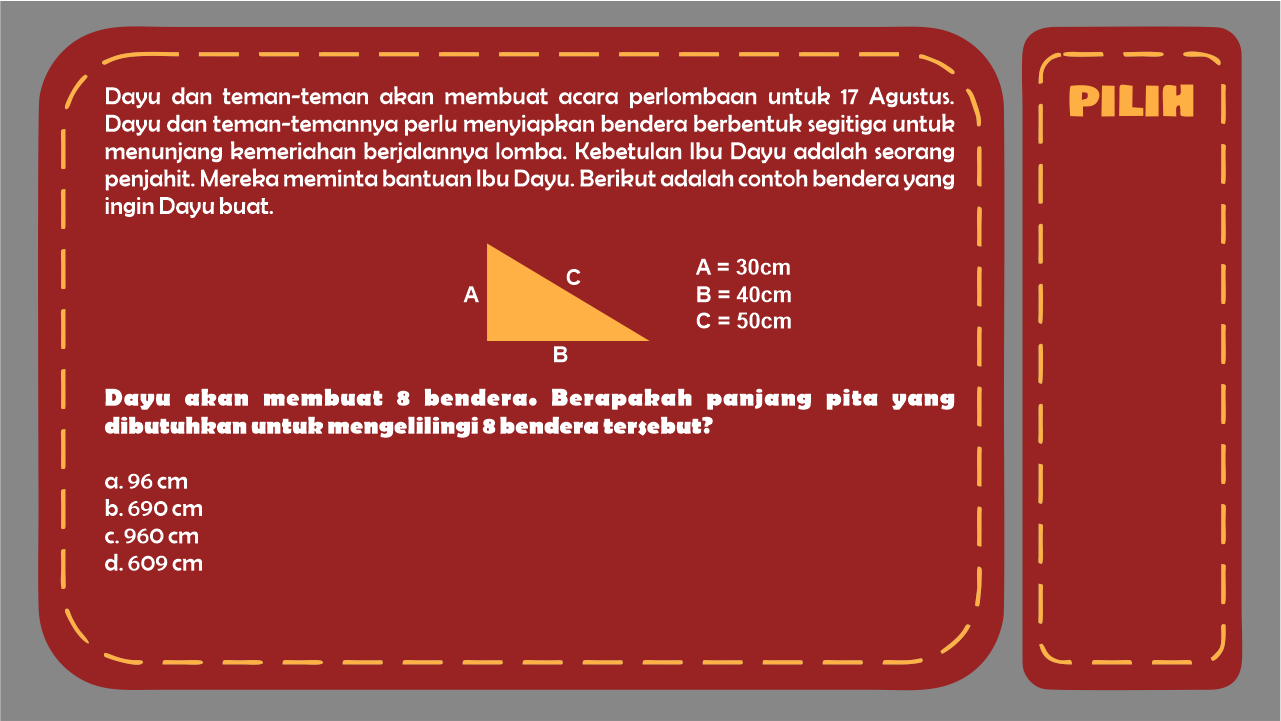 Dayu dan teman-teman akan membuat acara perlombaan untuk 17 Agustus.
Dayu dan teman-temannya perlu menyiapkan bendera berbentuk segitiga untuk
menunjang kemeriahan berjalannya lomba. Kebetulan Ibu Dayu adalah seorang
penjahit. Mereka meminta bantuan Ibu Dayu. Berikut adalah contoh bendera yang
ingin Dayu buat.
A
C
B
A = 30cm
B = 40cm
C = 50cm
Dayu akan membuat 8 bendera. Berapakah panjang pita yang
dibutuhkan untuk mengelilingi 8 bendera tersebut?
a. 96 cm
b. 690 cm
c. 960 cm
d. 609 cm
PILIH